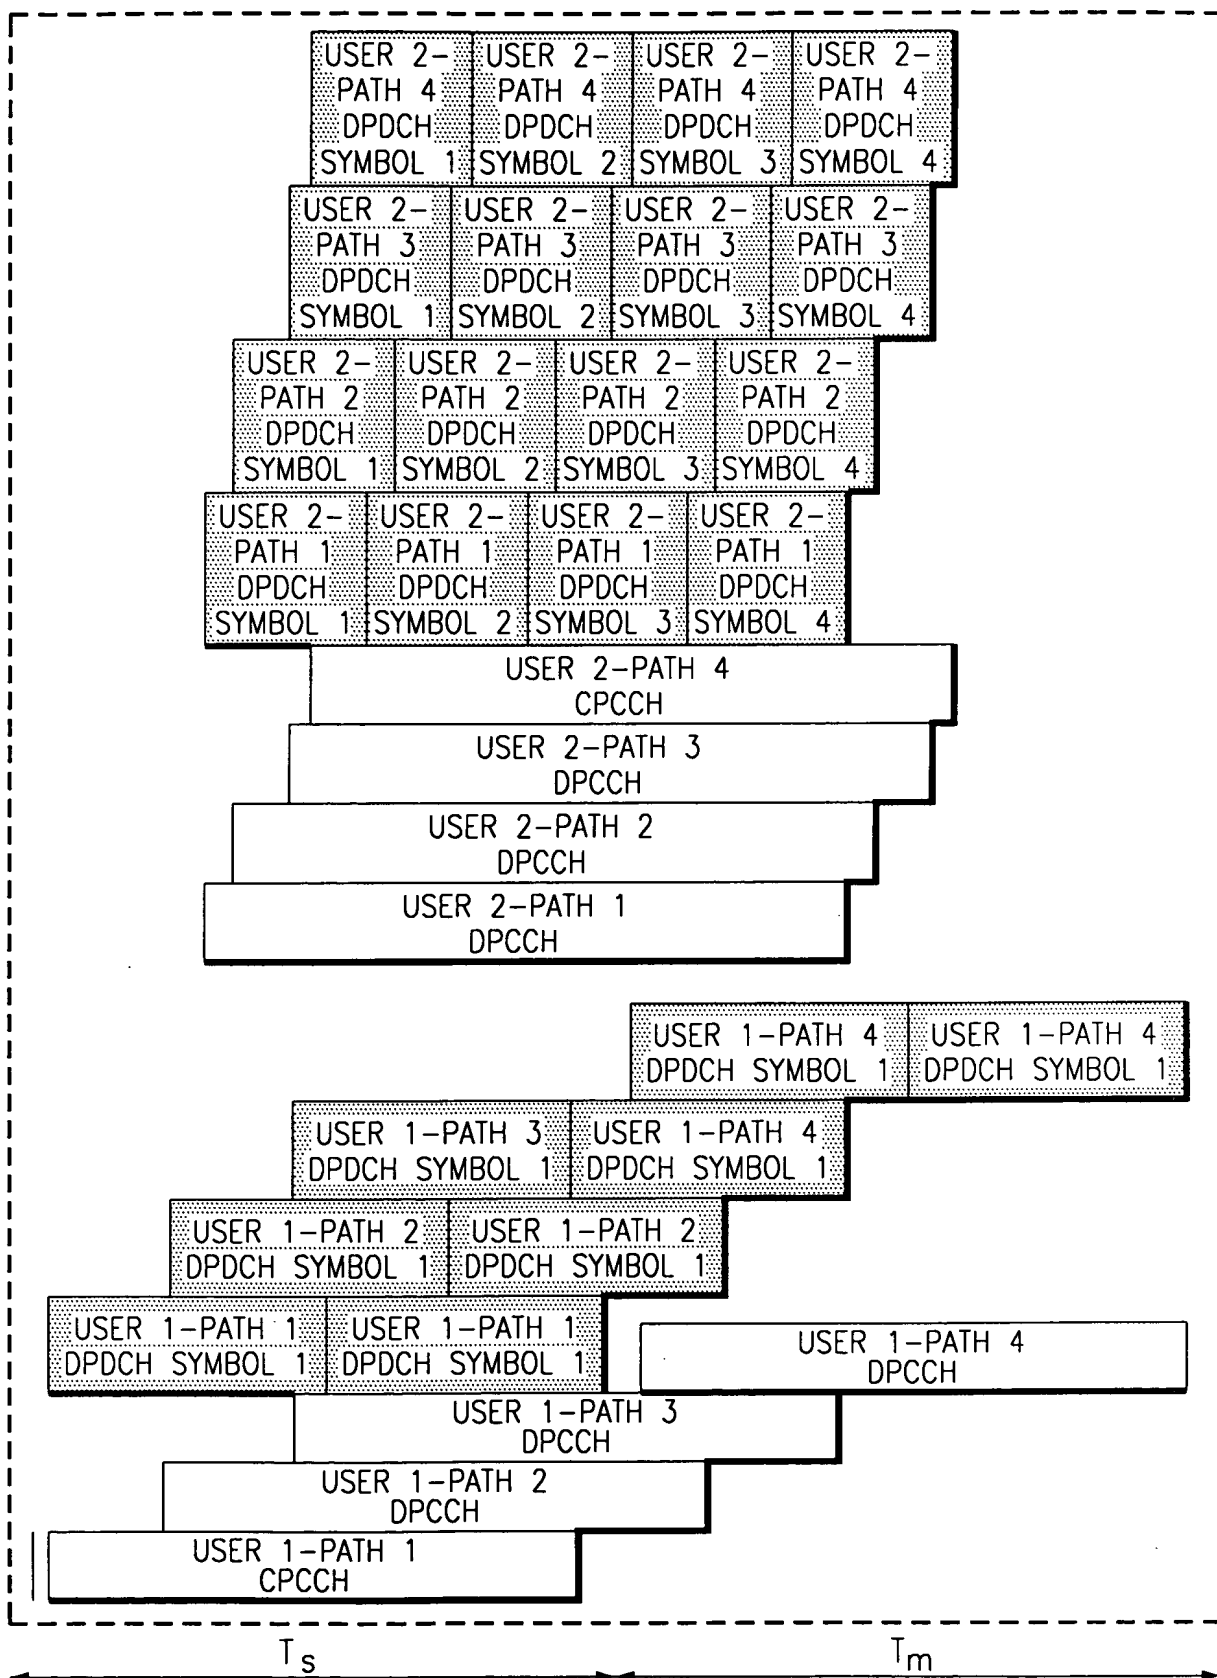 USER 2- USER 2- USER 2- USER 2-
PATH 4 PATH 4 PATH 4 PATH 4
DPDCH DPDCH DPDCH DPDCH
SYMBOL 1 SYMBOL 2 SYMBOL 3 SYMBOL 4
USER 2- USER 2- USER 2- USER 2-
PATH 3 PATH 3 PATH 3 PATH 3
DPDCH DPDCH DPDCH DPDCH
SYMBOL 1 SYMBOL 2 SYMBOL 3 SYMBOL 4
USER 2- USER 2- USER 2- USER 2-
PATH 2 PATH 2 PATH 2 PATH 2
DPDCH DPDCH DPDCH DPDCH
SYMBOL 1 SYMBOL 2 SYMBOL 3 SYMBOL 4
USER 2- USER 2- USER 2- USER 2-
PATH 1 PATH 1 PATH 1 PATH 1
DPDCH DPDCH DPDCH DPDCH
SYMBOL 1 SYMBOL 2 SYMBOL 3 SYMBOL 4
USER 2-PATH 4
CPCCH
USER 2-PATH 3
DPCCH
USER 2-PATH 2
DPCCH
USER 2-PATH 1
DPCCH
USER 1-PATH 4 USER 1-PATH 4
DPDCH SYMBOL 1 DPDCH SYMBOL 1
USER 1-PATH 3 USER 1-PATH 4
DPDCH SYMBOL 1 DPDCH SYMBOL 1
USER 1-PATH 2 USER 1-PATH 2
DPDCH SYMBOL 1 DPDCH SYMBOL 1
USER 1-PATH 1 USER 1-PATH 1
DPDCH SYMBOL 1 DPDCH SYMBOL 1
USER 1-PATH 4
DPCCH
USER 1-PATH 3
DPCCH
USER 1-PATH 2
DPCCH
USER 1-PATH 1
CPCCH
Ts Tm